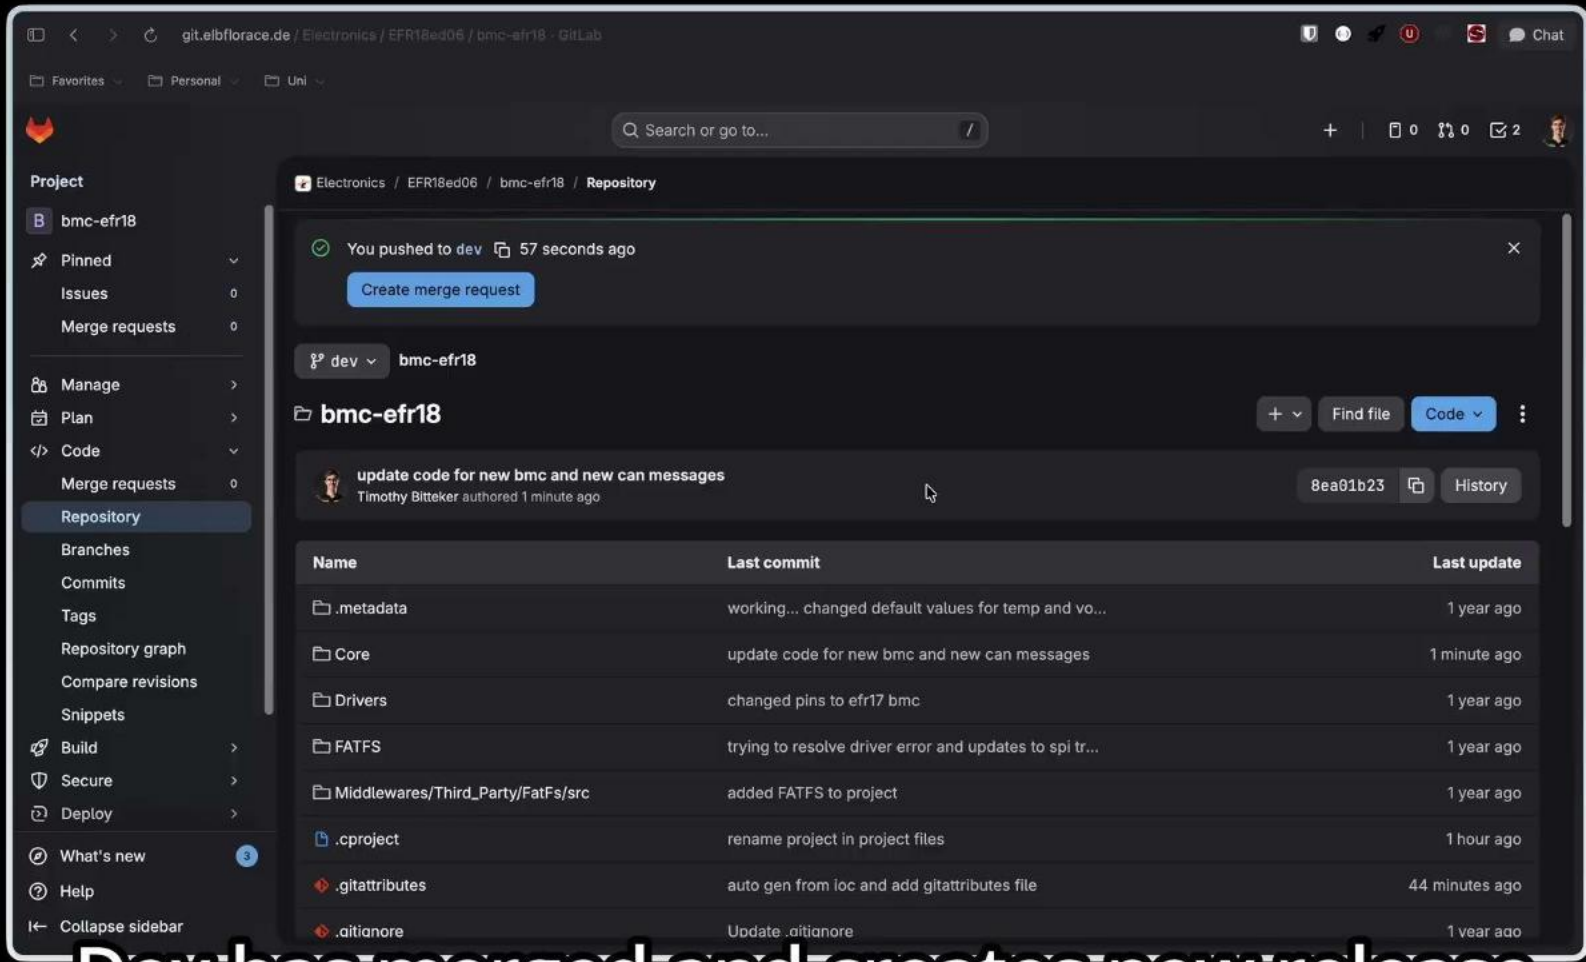 git.elbflorace.de / Electronics / EFR18ed06 / bmc-efr18 · GitLab
Chat
Favorites
Personal
Uni
Search or go to... /
0
0
2
Project
B bmc-efr18
Pinned
Issues 0
Merge requests 0
Manage
Plan
Code
Merge requests 0
Repository
Branches
Commits
Tags
Repository graph
Compare revisions
Snippets
Build
Secure
Deploy
What's new 3
Help
Collapse sidebar
Electronics / EFR18ed06 / bmc-efr18 / Repository
You pushed to dev 57 seconds ago
Create merge request
dev bmc-efr18
bmc-efr18
Find file
Code
update code for new bmc and new can messages
Timothy Bitteker authored 1 minute ago
8ea01b23
History
Name Last commit Last update
.metadata working... changed default values for temp and vo... 1 year ago
Core update code for new bmc and new can messages 1 minute ago
Drivers changed pins to efr17 bmc 1 year ago
FATFS trying to resolve driver error and updates to spi tr... 1 year ago
Middlewares/Third_Party/FatFs/src added FATFS to project 1 year ago
.cproject rename project in project files 1 hour ago
.gitattributes auto gen from ioc and add gitattributes file 44 minutes ago
.gitignore Update .gitignore 1 year ago
merged and creates new release